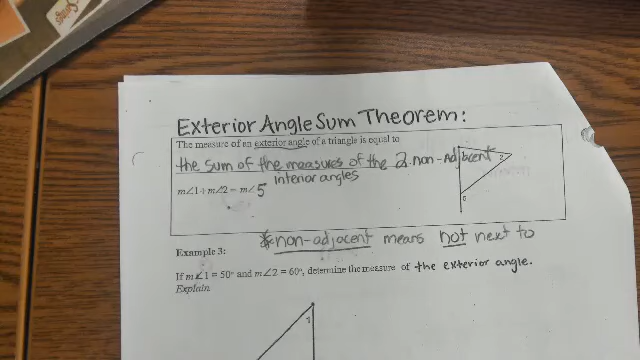 Exterior Angle Sum Theorem:
The measure of an exterior angle of a triangle is equal to
the sum of the measures of the 2 non-Adjacent
interior angles
m∠1+m∠2 = m∠5
2
*non-adjacent means not next to
Example 3:
If m∠1 = 50° and m∠2 = 60°, determine the measure of the exterior angle.
Explain